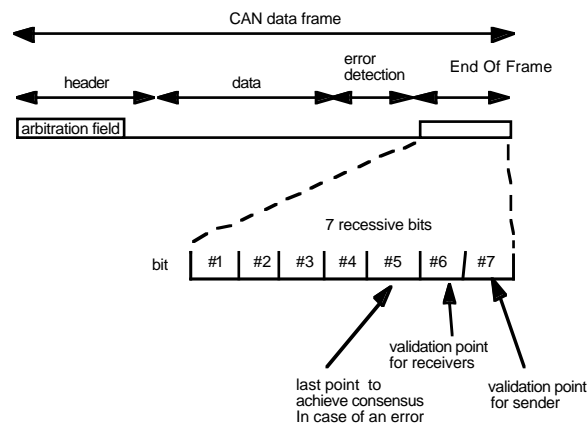 CAN data frame
header
data
error
detection
End Of Frame
arbitration field
7 recessive bits
bit
#1 #2 #3 #4 #5 #6 #7
validation point
for receivers
last point to
achieve consensus
In case of an error
validation point
for sender